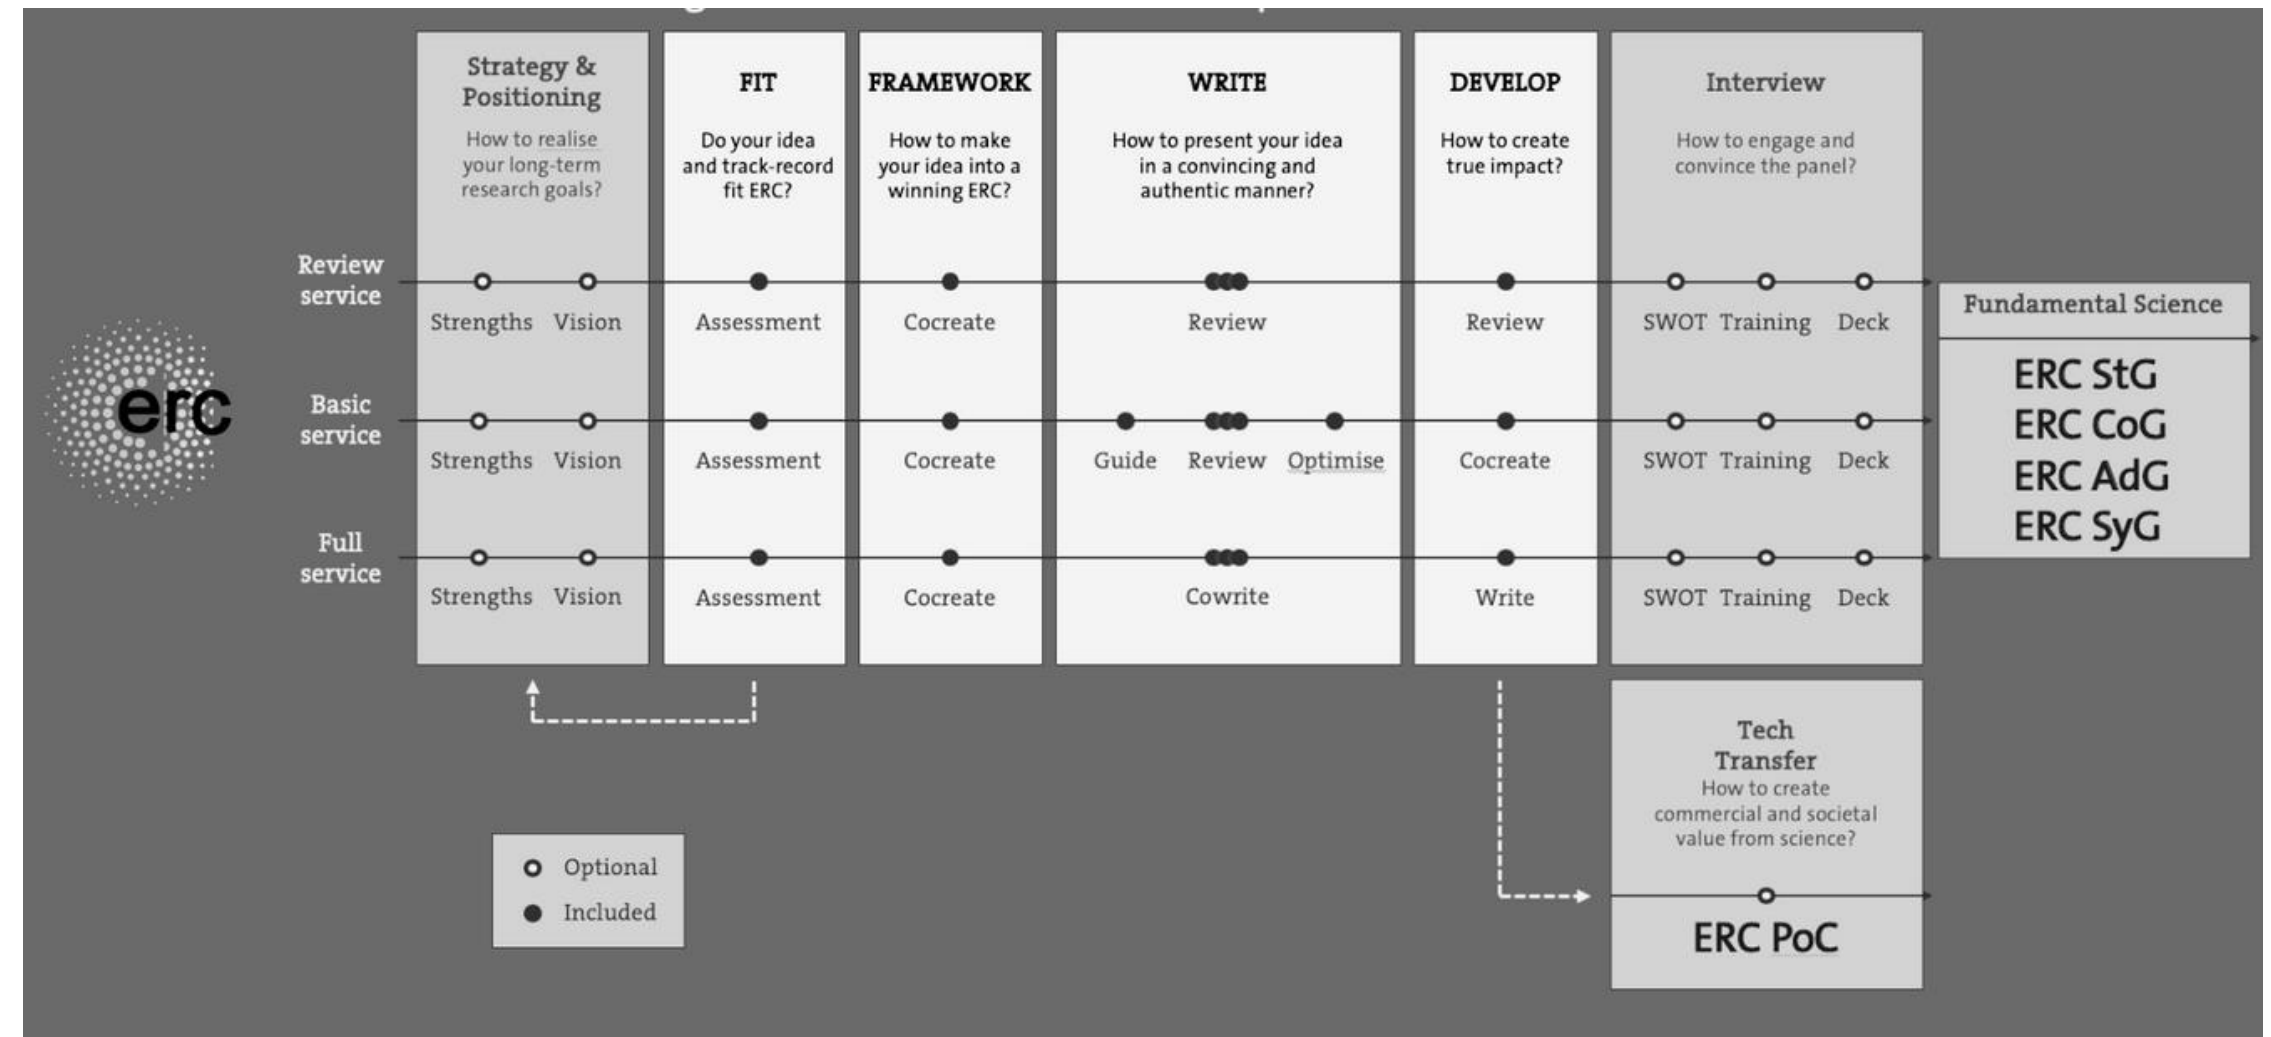 Strategy &
Positioning
How to realise
your long-term
research goals?
FIT
Do your idea
and track-record
fit ERC?
FRAMEWORK
How to make
your idea into a
winning ERC?
WRITE
How to present your idea
in a convincing and
authentic manner?
DEVELOP
How to create
true impact?
Interview
How to engage and
convince the panel?
erc
Review
service
Strengths Vision
Assessment
Cocreate
Review
Review
SWOT Training Deck
Basic
service
Strengths Vision
Assessment
Cocreate
Guide Review Optimise
Cocreate
SWOT Training Deck
Full
service
Strengths Vision
Assessment
Cocreate
Cowrite
Write
SWOT Training Deck
Fundamental Science
ERC StG
ERC CoG
ERC AdG
ERC SyG
Tech
Transfer
How to create
commercial and societal
value from science?
ERC PoC
Optional
Included